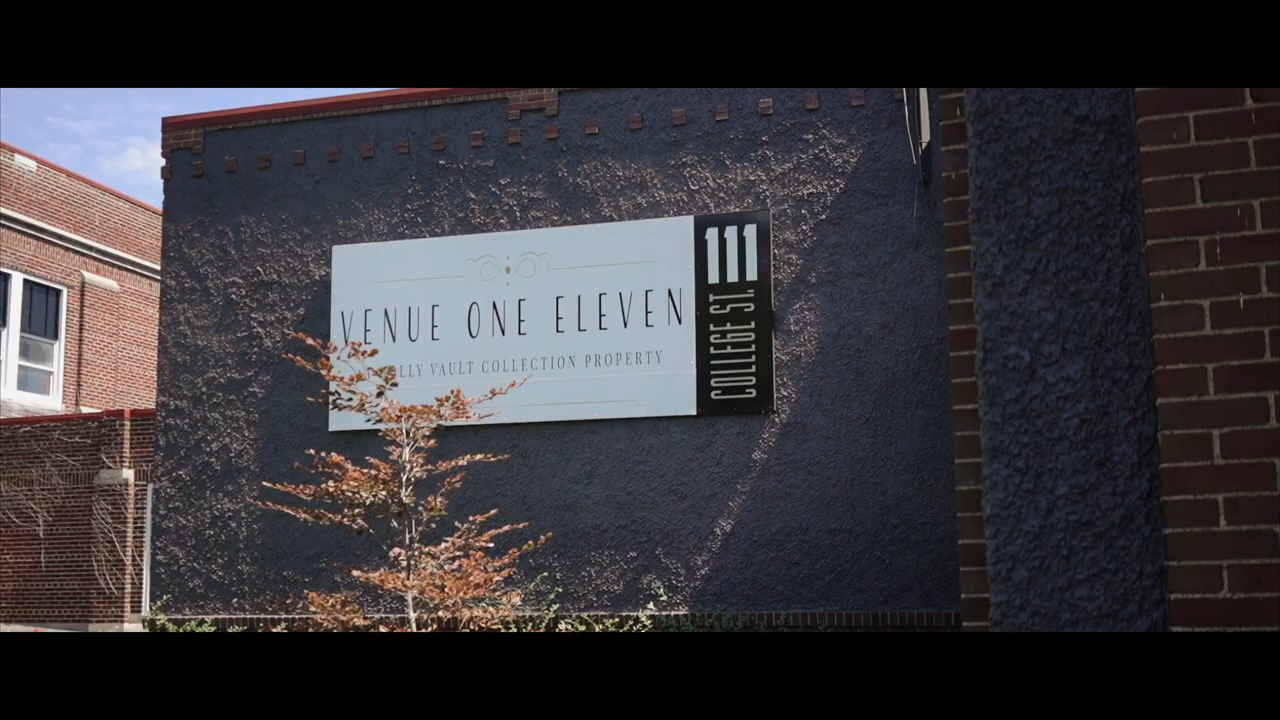 VENUE ONE ELEVEN
VAULT COLLECTION PROPERTY
111
COLLEGE ST.